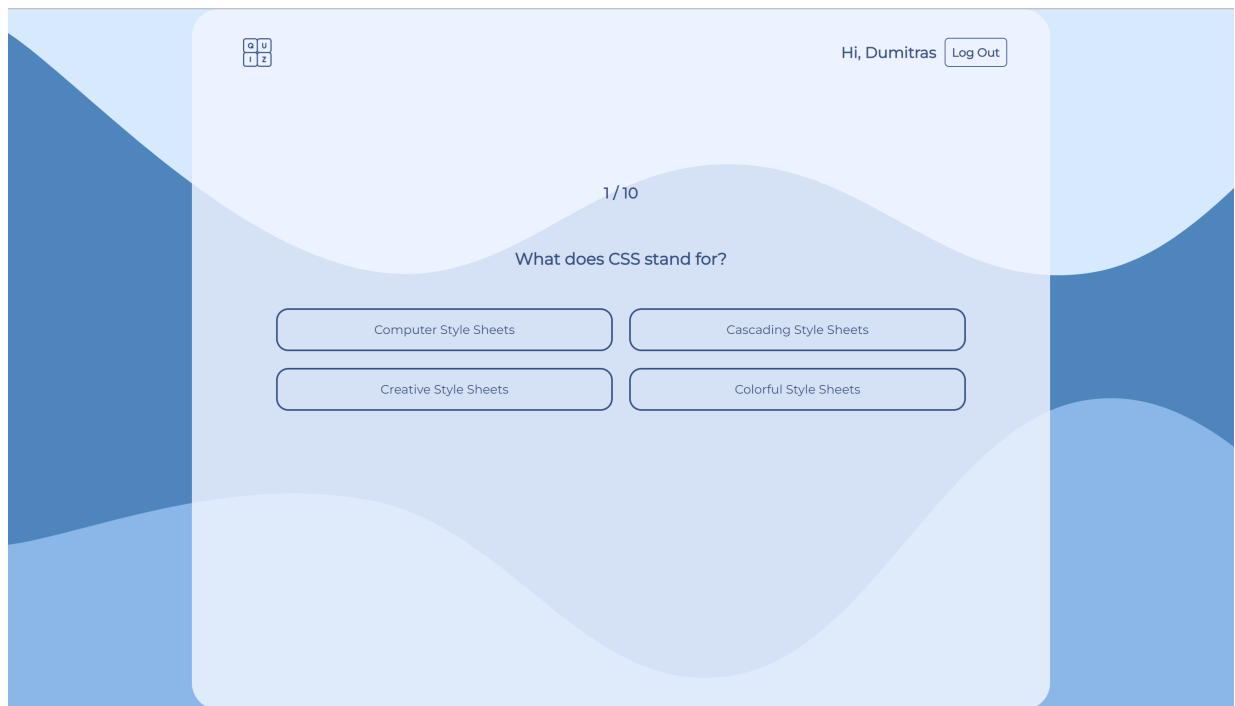 Q U
I Z
Hi, Dumitras Log Out
1 / 10
What does CSS stand for?
Computer Style Sheets Cascading Style Sheets
Creative Style Sheets Colorful Style Sheets